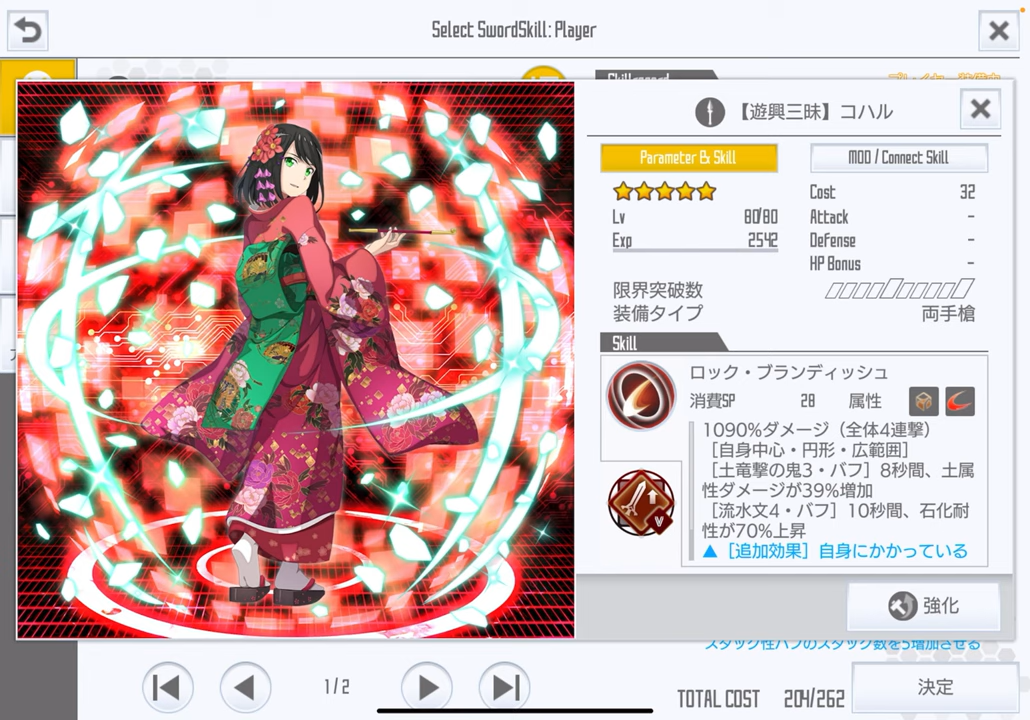 Select SwordSkill: Player
【遊興三昧】コハル
Parameter & Skill
MOD / Connect Skill
Lv 80/80
Exp 2542
Cost 32
Attack -
Defense -
HP Bonus -
限界突破数
装備タイプ 両手槍
Skill
ロック・ブランディッシュ
消費SP 28 属性
1090%ダメージ（全体4連撃）
［自身中心・円形・広範囲］
［土竜撃の鬼3・バフ］8秒間、土属
性ダメージが39%増加
［流水文4・バフ］10秒間、石化耐
性が70%上昇
▲［追加効果］自身にかかっている
V
強化
スタック性バフのスタック数を5増加させる
1/2
TOTAL COST 204/262
決定